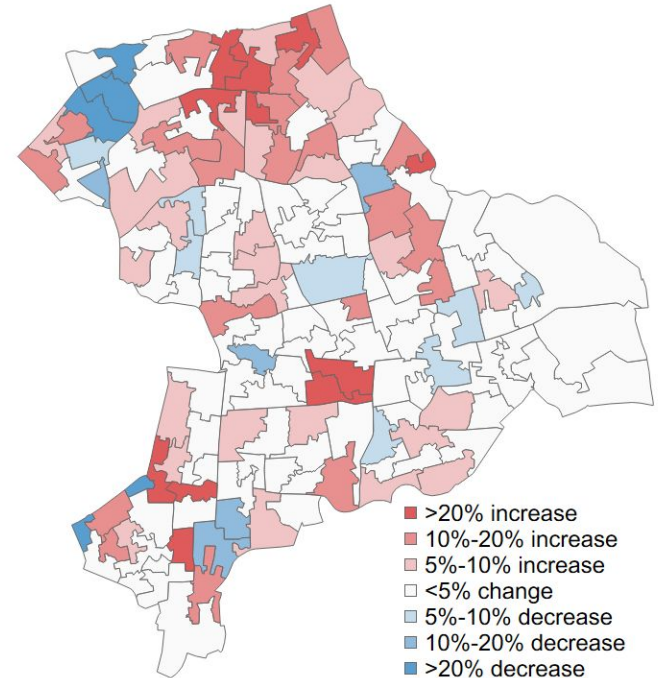 >20% increase
10%-20% increase
5%-10% increase
<5% change
5%-10% decrease
10%-20% decrease
>20% decrease